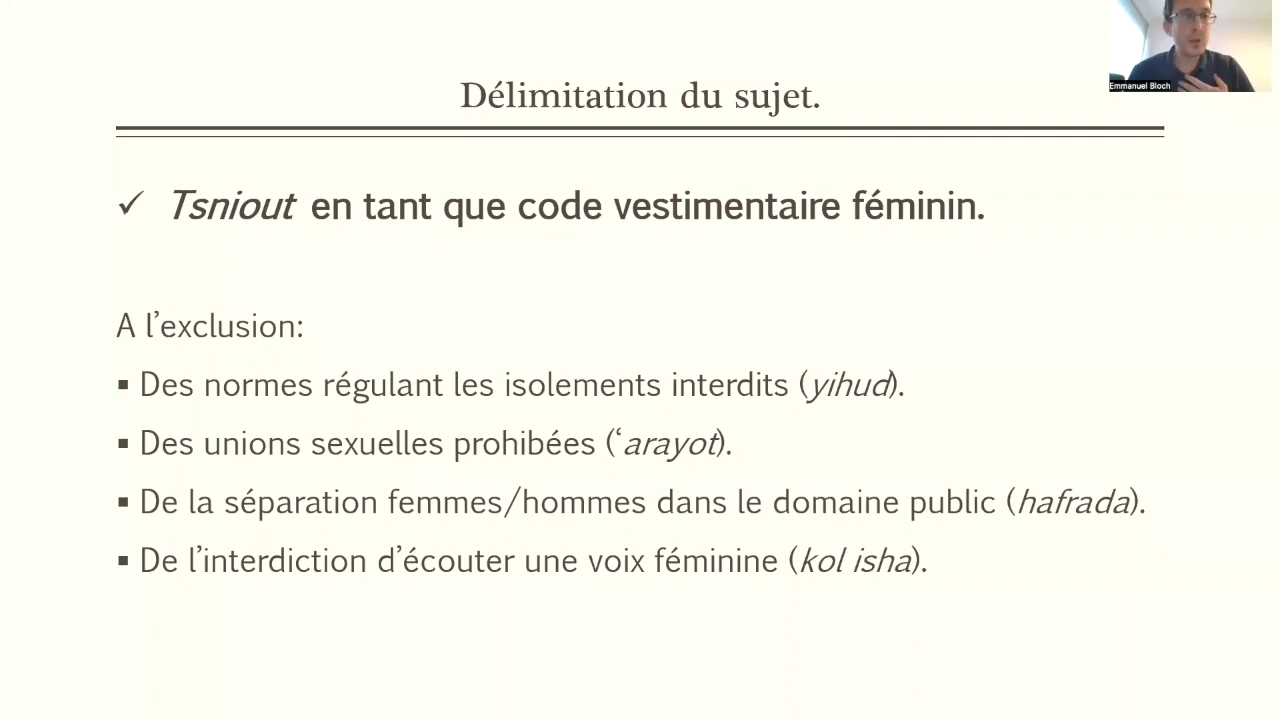 Emmanuel Bloch
Délimitation du sujet.
✓ Tsniout en tant que code vestimentaire féminin.
A l’exclusion:
▪ Des normes régulant les isolements interdits (yihud).
▪ Des unions sexuelles prohibées (‘arayot).
▪ De la séparation femmes/hommes dans le domaine public (hafrada).
▪ De l’interdiction d’écouter une voix féminine (kol isha).